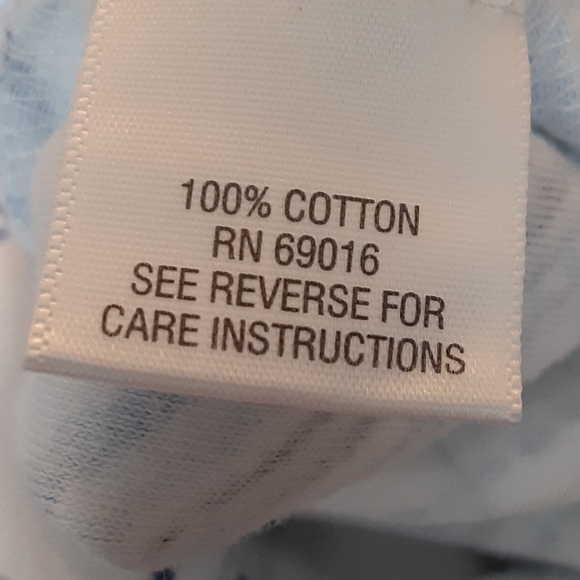 100% COTTON
RN 69016
SEE REVERSE FOR
CARE INSTRUCTIONS